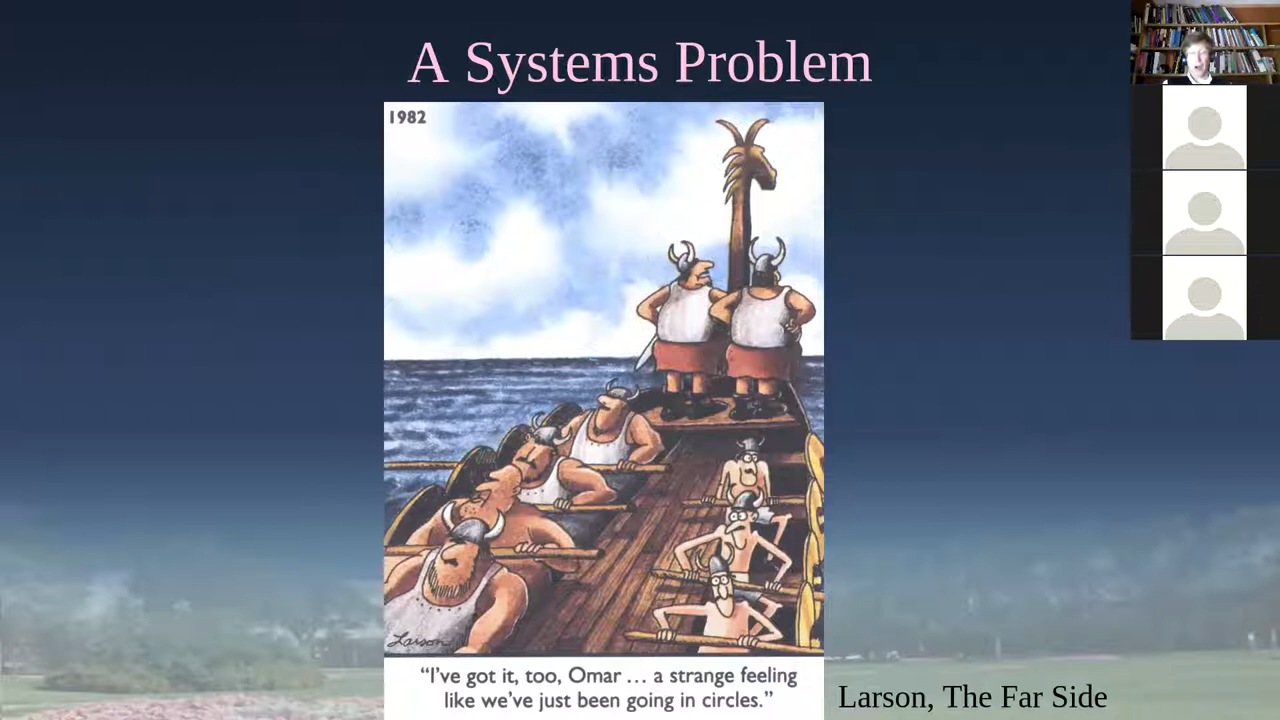 A Systems Problem
1982
Larson
“I’ve got it, too, Omar … a strange feeling
like we’ve just been going in circles.”
Larson, The Far Side